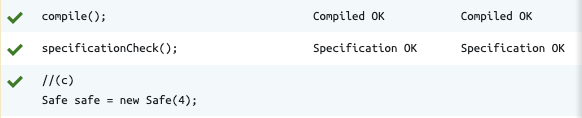 compile(); Compiled OK Compiled OK
specificationCheck(); Specification OK Specification OK
//(c)
Safe safe = new Safe(4);